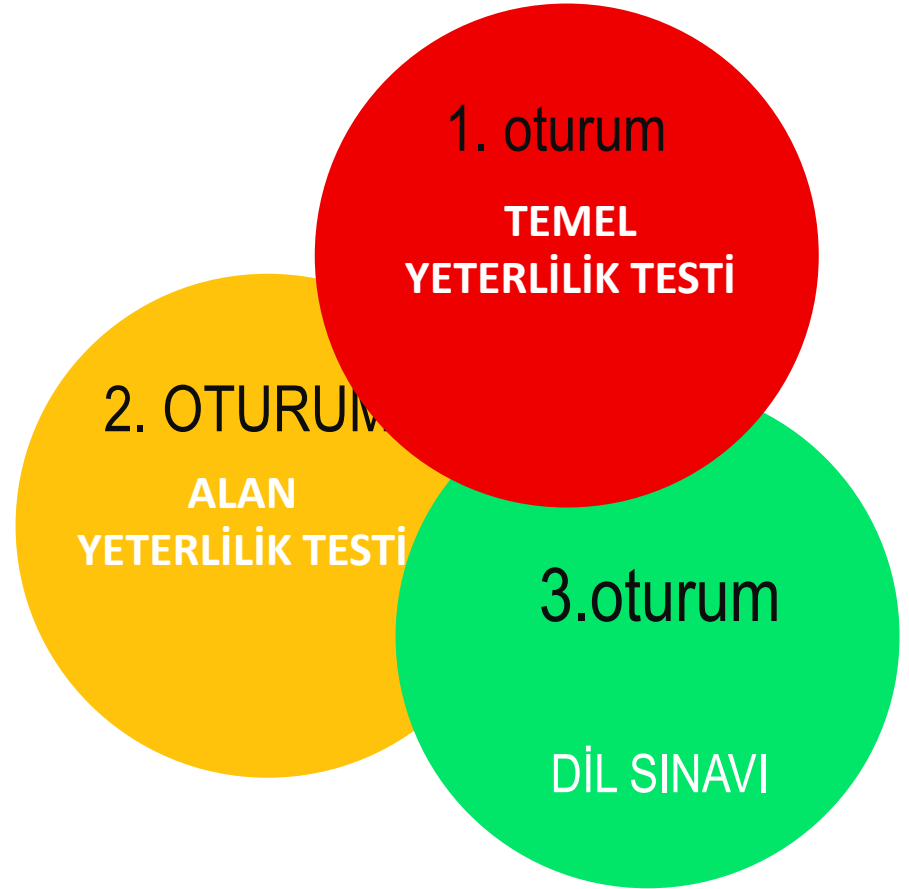 1. oturum
TEMEL
YETERLİLİK TESTİ
2. OTURUM
ALAN
YETERLİLİK TESTİ
3.oturum
DİL SINAVI